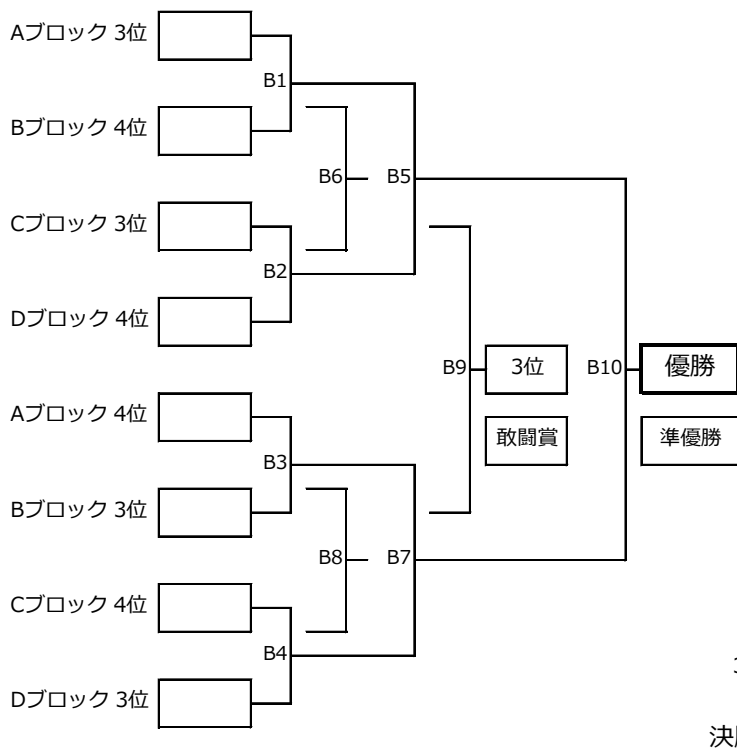 Aブロック 3位
B1
Bブロック 4位
B6
B5
Cブロック 3位
B2
Dブロック 4位
B9
3位
B10
優勝
敢闘賞
準優勝
Aブロック 4位
B3
Bブロック 3位
B8
B7
Cブロック 4位
B4
Dブロック 3位